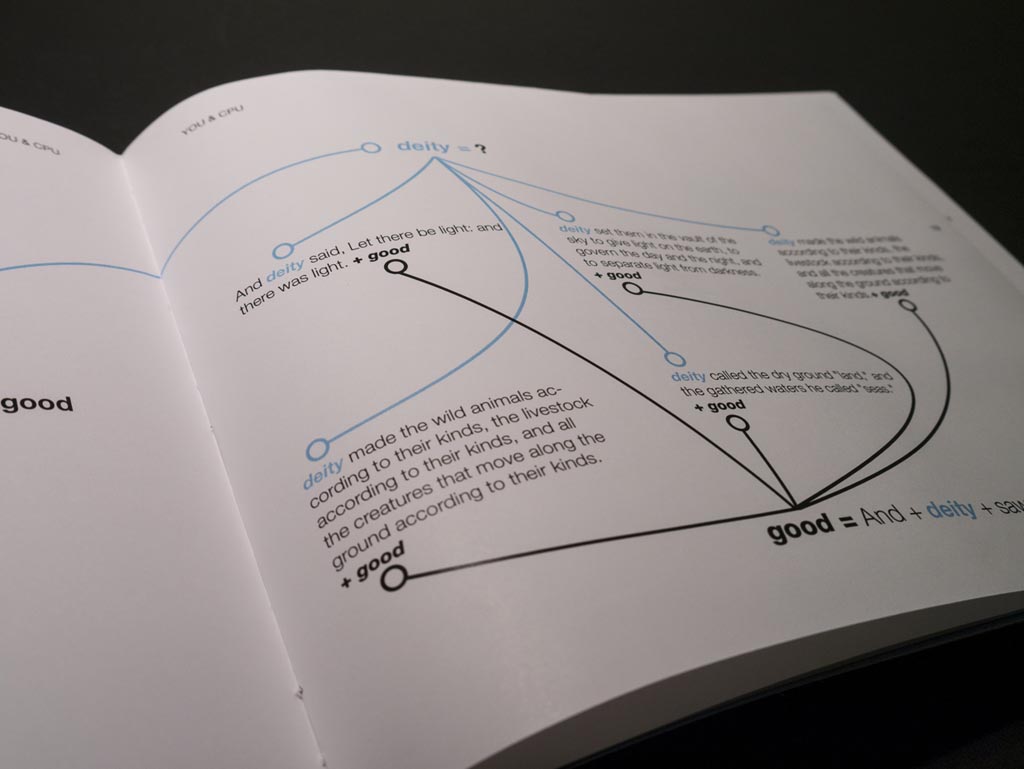 OU & CPU
good
YOU & CPU
deity = ?
And deity said, Let there be light: and
there was light. + good
deity set them in the vault of the
sky to give light on the earth, to
govern the day and the night, and
to separate light from darkness.
+ good
deity made the wild animals
according to their kinds, the
livestock according to their kinds,
and all the creatures that move
along the ground according to
their kinds. + good
deity called the dry ground "land," and
the gathered waters he called "seas."
+ good
deity made the wild animals ac-
cording to their kinds, the livestock
according to their kinds, and all
the creatures that move along the
ground according to their kinds.
+ good
good = And + deity + saw